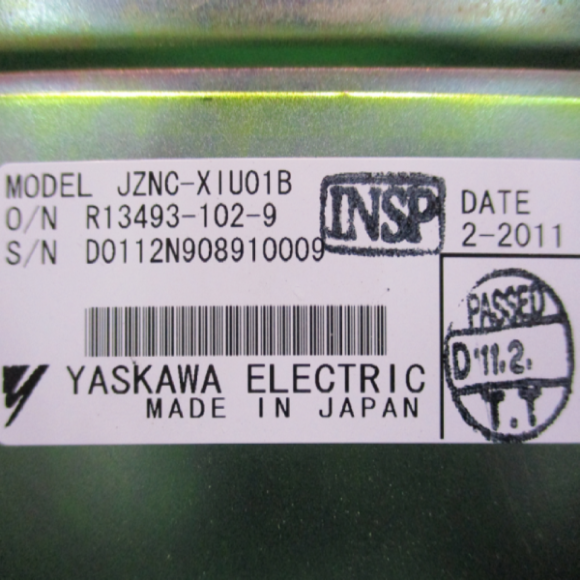 MODEL JZNC-XIU01B
O/N R13493-102-9
S/N D0112N908910009
INSP
DATE
2-2011
PASSED
D '11.2.
T.T
YASKAWA ELECTRIC
MADE IN JAPAN